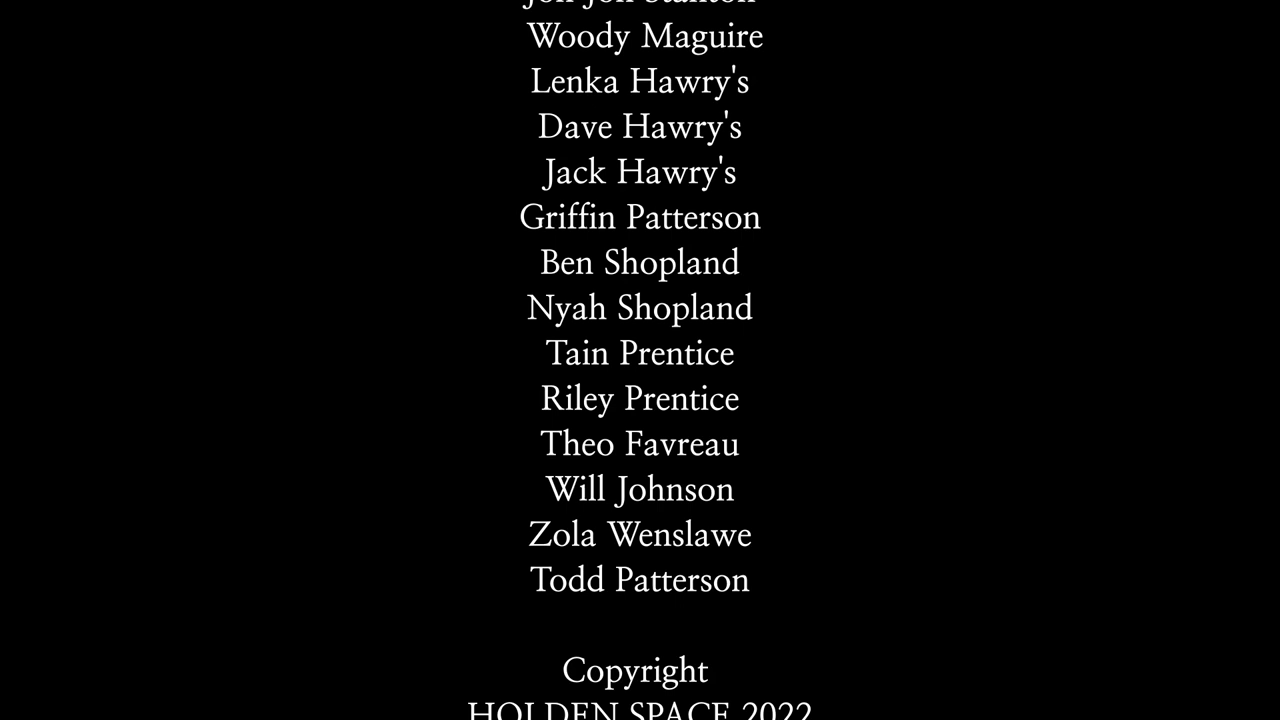 Woody Maguire
Lenka Hawry's
Dave Hawry's
Jack Hawry's
Griffin Patterson
Ben Shopland
Nyah Shopland
Tain Prentice
Riley Prentice
Theo Favreau
Will Johnson
Zola Wenslawe
Todd Patterson
Copyright
HOLDEN SPACE 2022